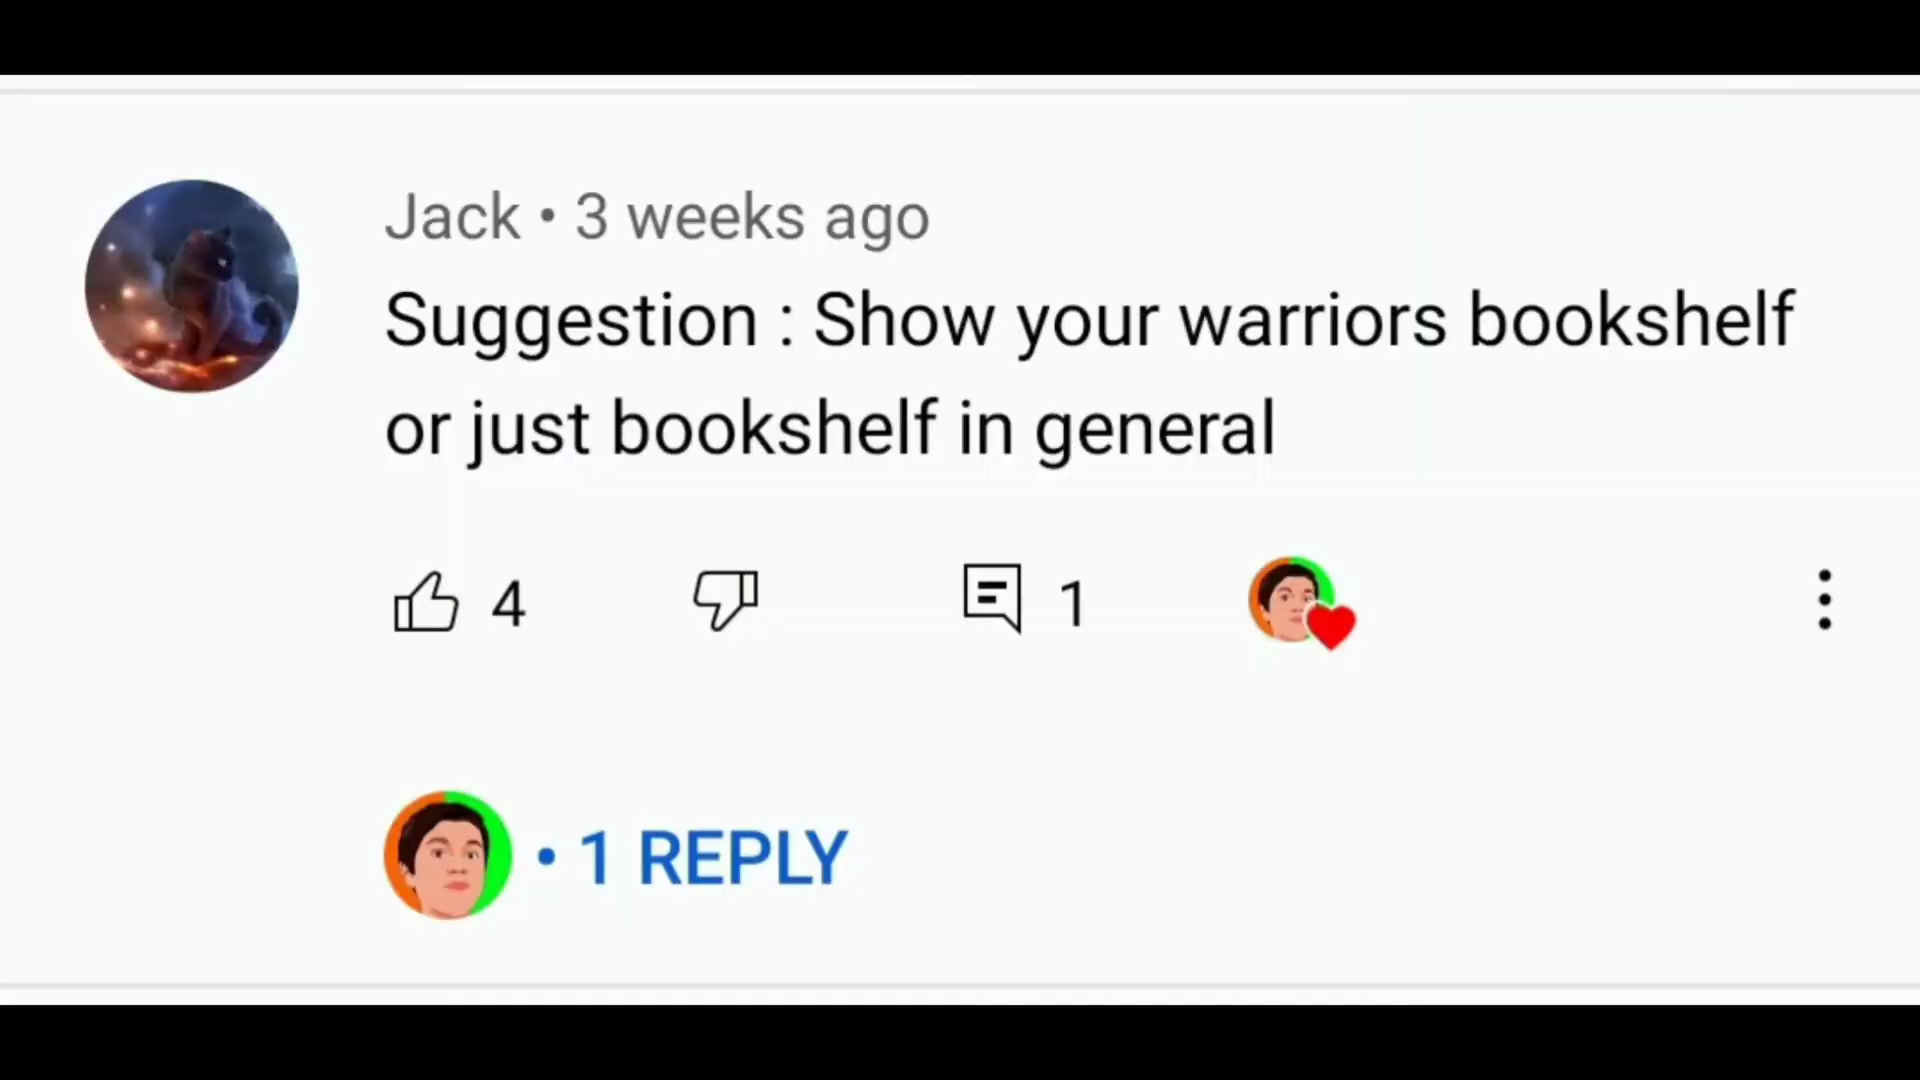 Jack • 3 weeks ago
Suggestion : Show your warriors bookshelf
or just bookshelf in general
4
1
• 1 REPLY